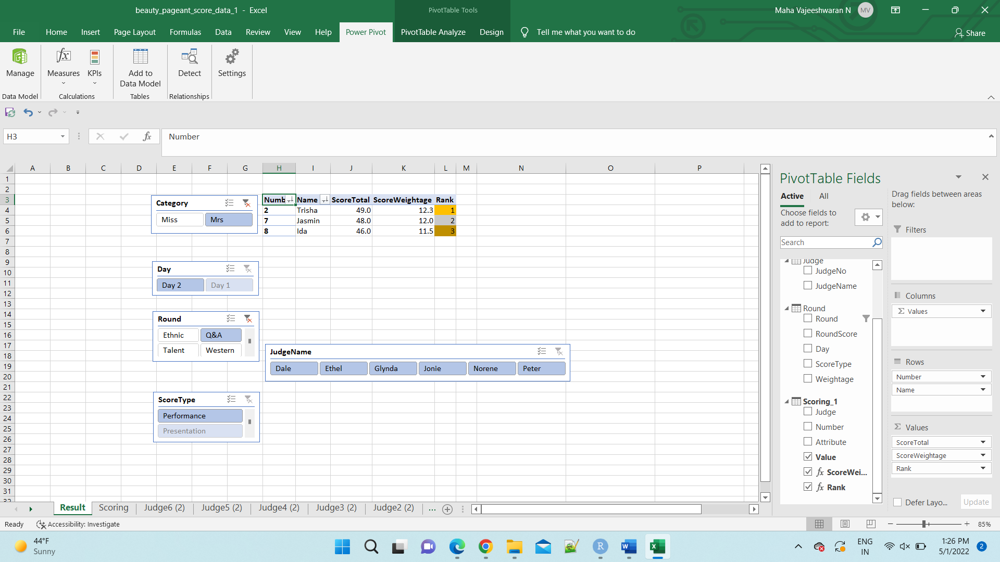 beauty_pageant_score_data_1 - Excel
PivotTable Tools
Maha Vajeeshwaran N
MV
File Home Insert Page Layout Formulas Data Review View Help Power Pivot PivotTable Analyze Design Tell me what you want to do
Share
Manage
Measures
KPIs
Add to
Data Model
Detect
Settings
Data Model
Calculations
Tables
Relationships
H3
fx
Number
A B C D E F G H I J K L M N O P
1
2
3
4
5
6
7
8
9
10
11
12
13
14
15
16
17
18
19
20
21
22
23
24
25
26
27
28
29
30
31
32
Numb Name ScoreTotal ScoreWeightage Rank
2 Trisha 49.0 12.3 1
7 Jasmin 48.0 12.0 2
8 Ida 46.0 11.5 3
Category
Miss Mrs
Day
Day 2 Day 1
Round
Ethnic Q&A
Talent Western
JudgeName
Dale Ethel Glynda Jonie Norene Peter
ScoreType
Performance
Presentation
PivotTable Fields
Active All
Choose fields to
add to report:
Search
Judge
JudgeNo
JudgeName
Round
Round
RoundScore
Day
ScoreType
Weightage
Scoring_1
Judge
Number
Attribute
Value
fx ScoreWei...
fx Rank
Drag fields between areas
below:
Filters
Columns
Σ Values
Rows
Number
Name
Σ Values
ScoreTotal
ScoreWeightage
Rank
Defer Layo...
Update
Result Scoring Judge6 (2) Judge5 (2) Judge4 (2) Judge3 (2) Judge2 (2) ...
Ready
Accessibility: Investigate
85%
44°F
Sunny
R
W
X
ENG
IN
1:26 PM
5/1/2022
2